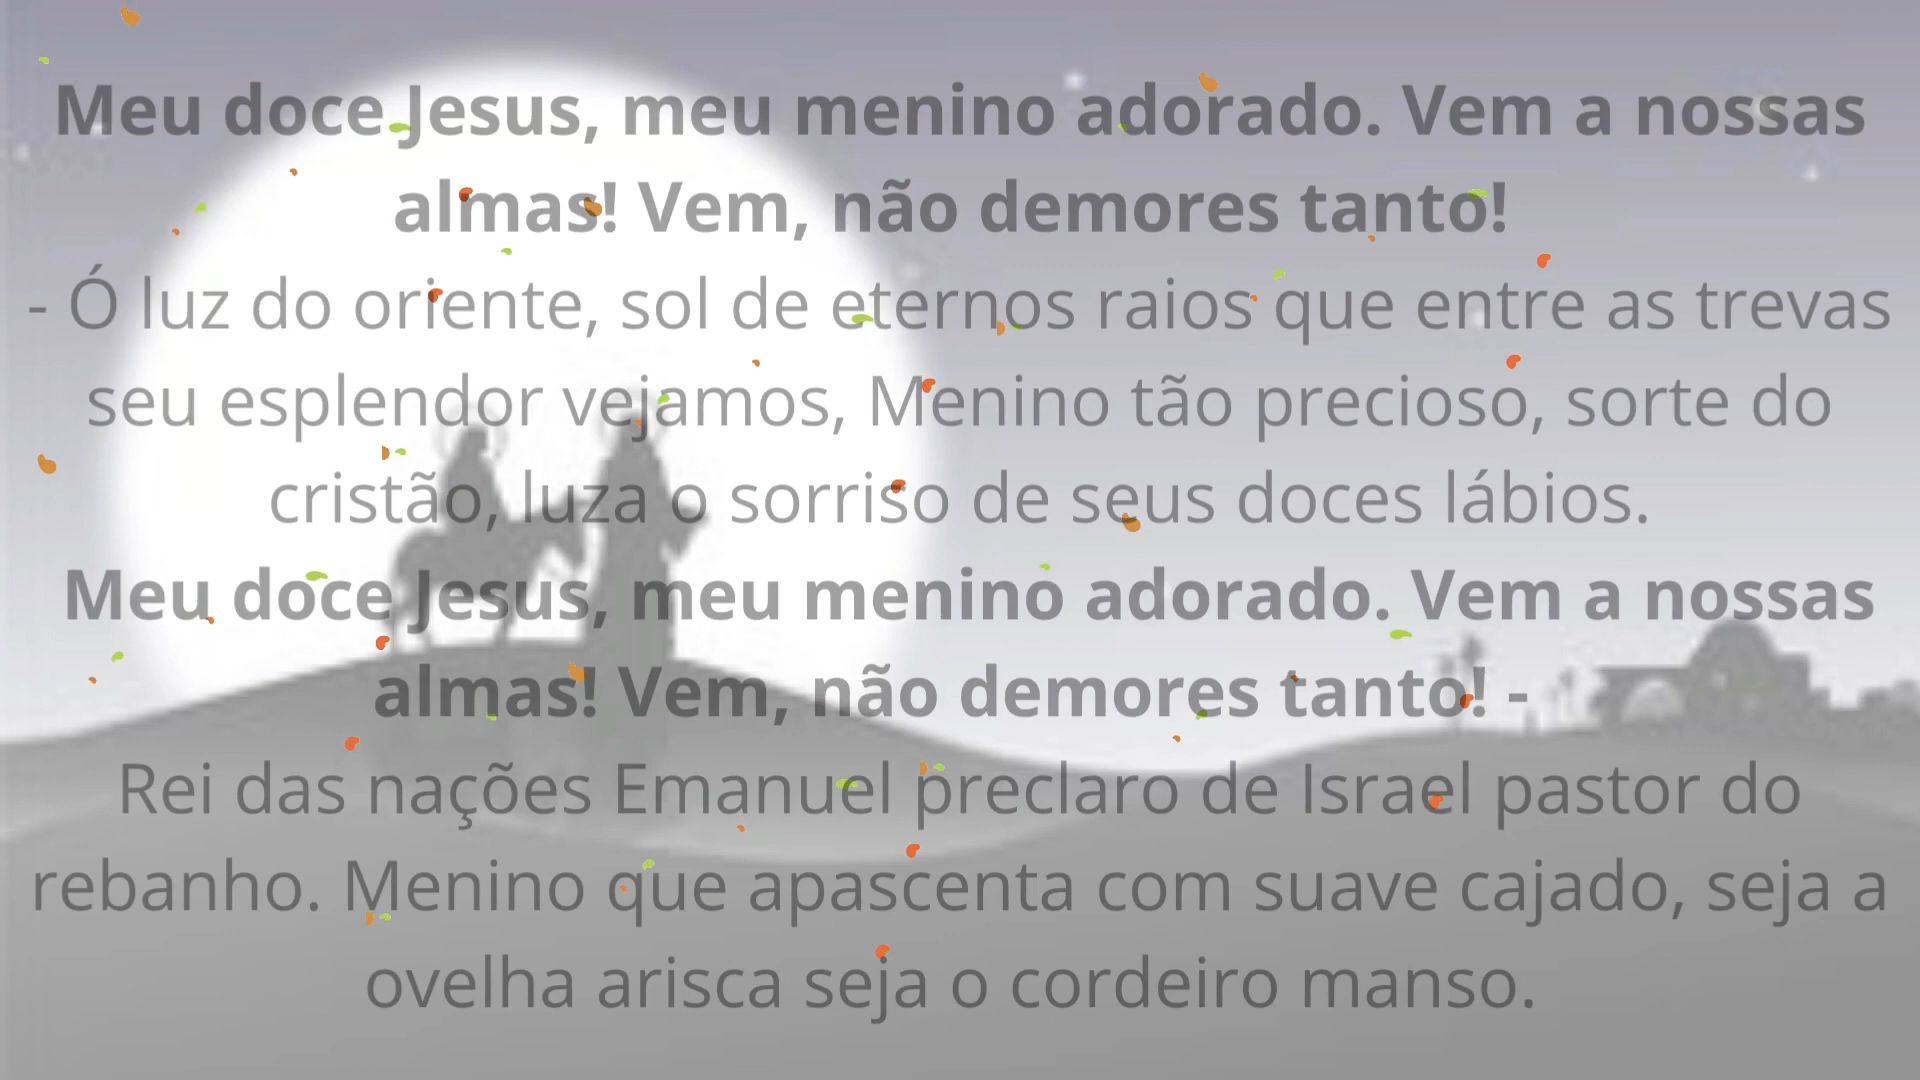 Meu doce Jesus, meu menino adorado. Vem a nossas
almas! Vem, não demores tanto!
- Ó luz do oriente, sol de eternos raios que entre as trevas
seu esplendor vejamos, Menino tão precioso, sorte do
cristão, luza o sorriso de seus doces lábios.
Meu doce Jesus, meu menino adorado. Vem a nossas
almas! Vem, não demores tanto! -
Rei das nações Emanuel preclaro de Israel pastor do
rebanho. Menino que apascenta com suave cajado, seja a
ovelha arisca seja o cordeiro manso.